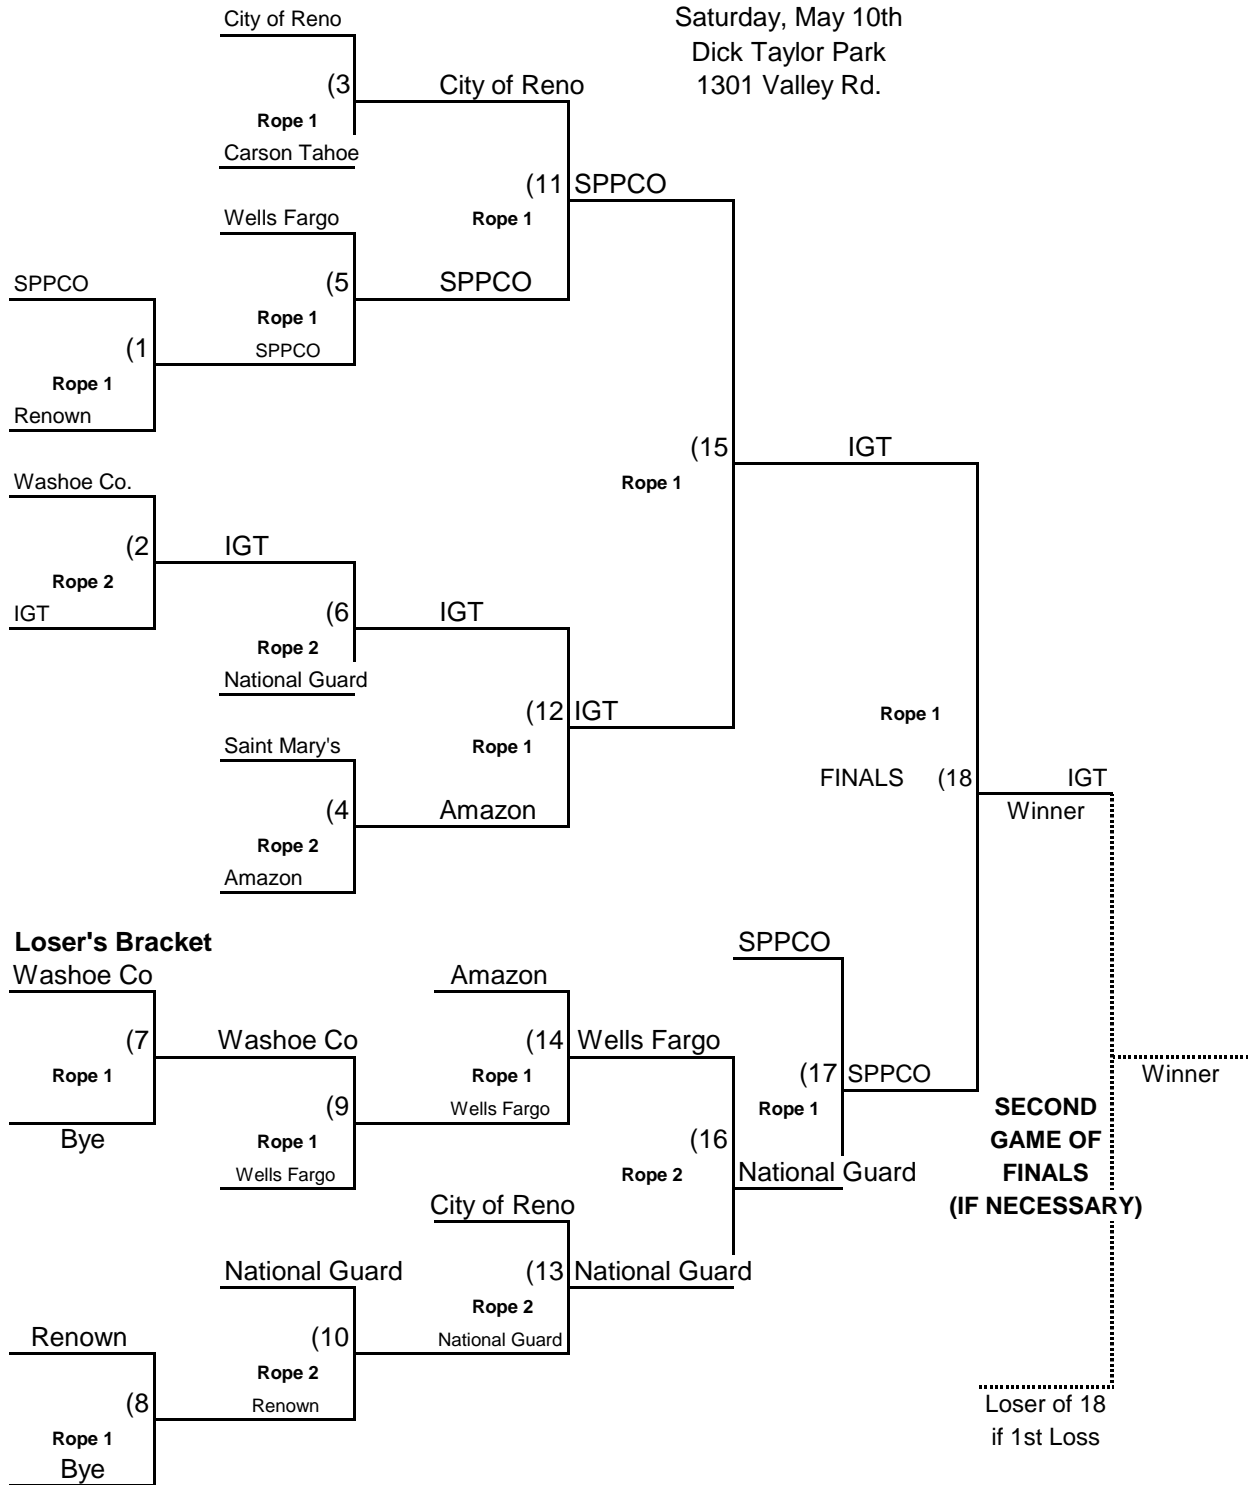 City of Reno
Saturday, May 10th
Dick Taylor Park
1301 Valley Rd.
(3
City of Reno
Rope 1
Carson Tahoe
(11
SPPCO
Rope 1
Wells Fargo
SPPCO
(5
SPPCO
Rope 1
SPPCO
(1
Rope 1
Renown
(15
IGT
Rope 1
Washoe Co.
(2
IGT
Rope 2
IGT
(6
IGT
Rope 2
National Guard
(12
IGT
Rope 1
Rope 1
Saint Mary's
FINALS
(18
IGT
Winner
(4
Amazon
Rope 2
Amazon
Loser's Bracket
SPPCO
Washoe Co
Amazon
(7
Washoe Co
(14
Wells Fargo
Rope 1
Rope 1
(17
SPPCO
Winner
(9
Wells Fargo
Rope 1
SECOND
GAME OF
FINALS
(IF NECESSARY)
Bye
Rope 1
(16
Rope 2
National Guard
Wells Fargo
City of Reno
National Guard
(13
National Guard
Rope 2
Renown
(10
National Guard
Rope 2
Renown
(8
Rope 1
Bye
Loser of 18
if 1st Loss